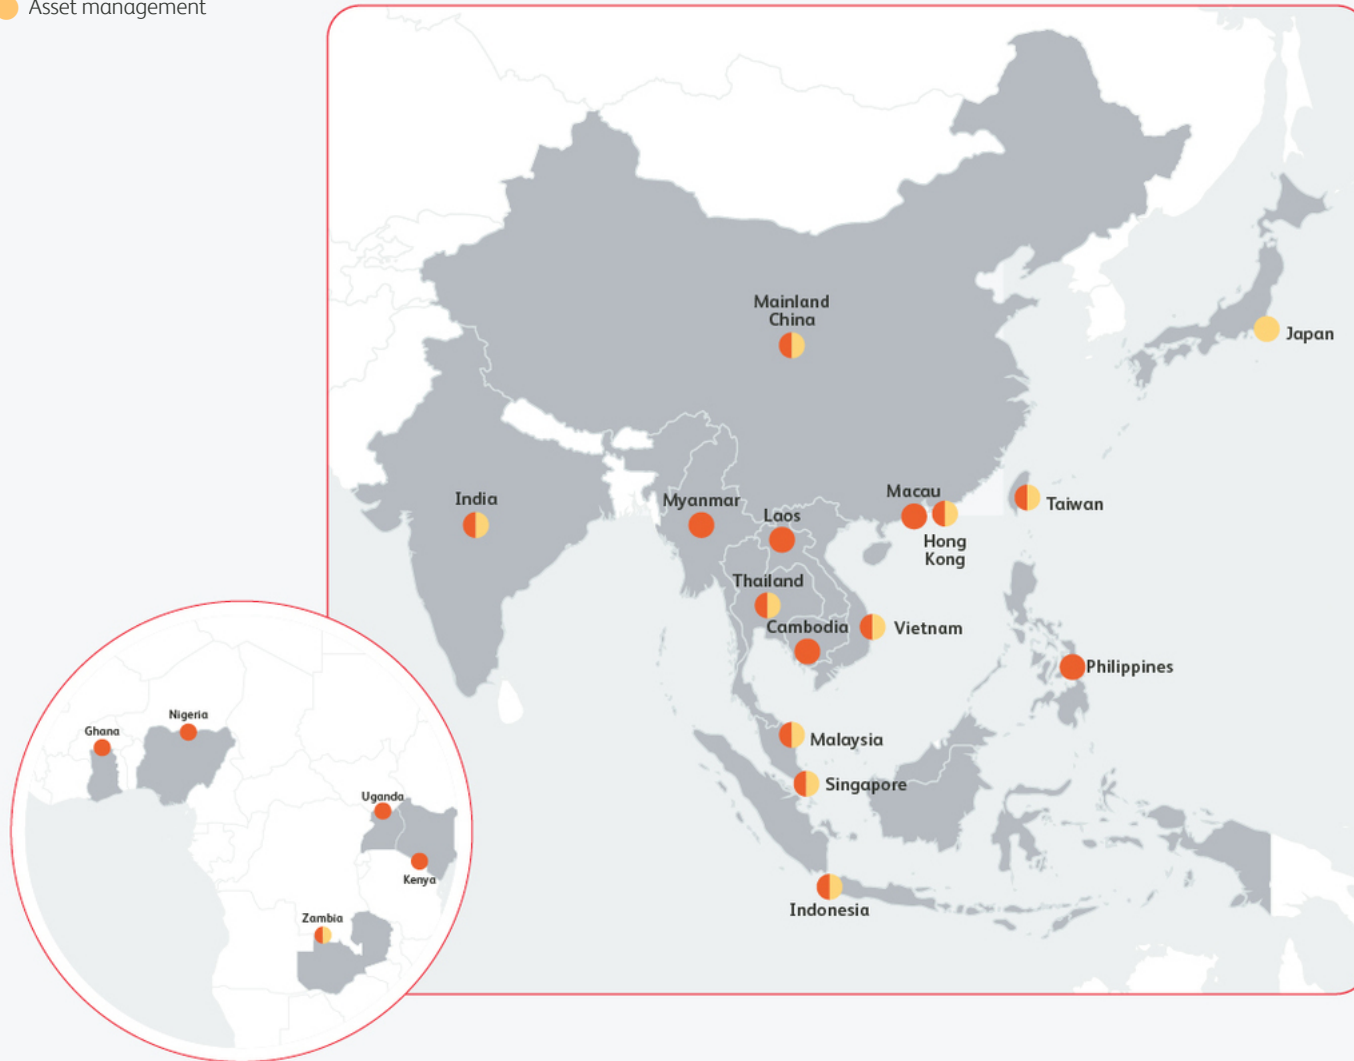 Asset management
Mainland
China
Japan
India
Myanmar
Laos
Macau
Hong
Kong
Taiwan
Thailand
Cambodia
Vietnam
Philippines
Malaysia
Singapore
Indonesia
Nigeria
Ghana
Uganda
Kenya
Zambia